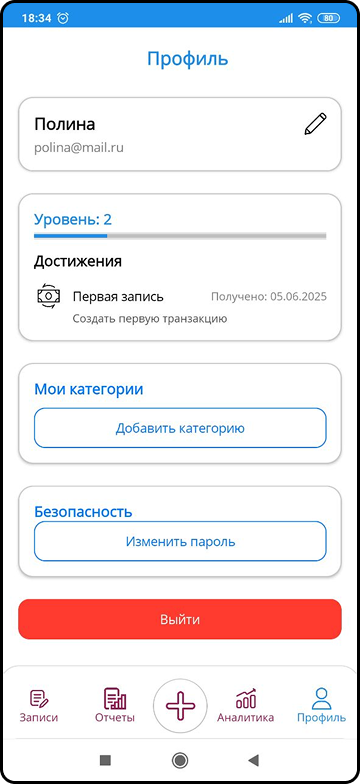 18:34
80
Профиль
Полина
polina@mail.ru
Уровень: 2
Достижения
Первая запись Получено: 05.06.2025
Создать первую транзакцию
Мои категории
Добавить категорию
Безопасность
Изменить пароль
Выйти
Записи Отчеты Аналитика Профиль